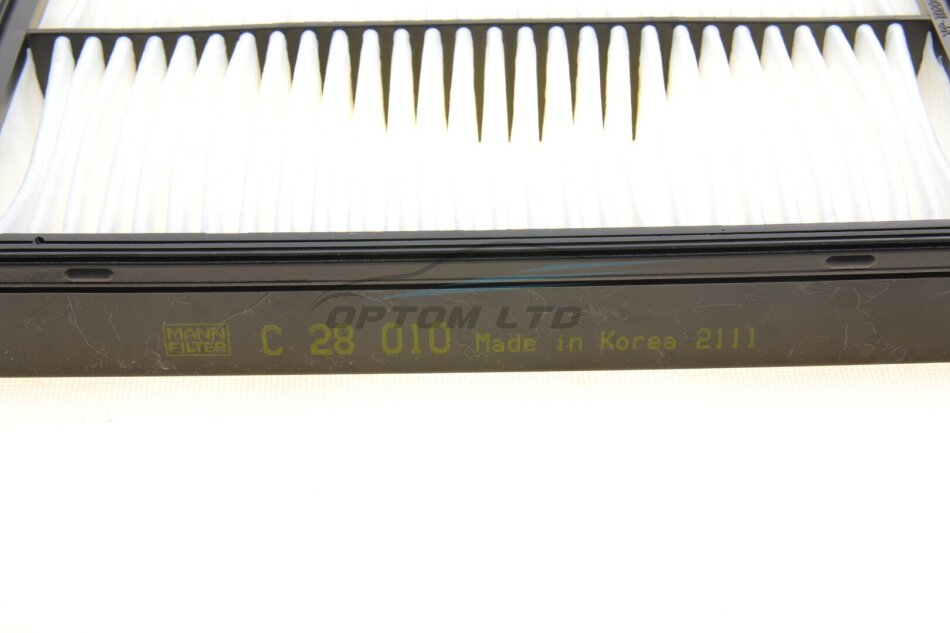 MANN
FILTER
C 28 010 Made in Korea 2111
OPTOM LTD